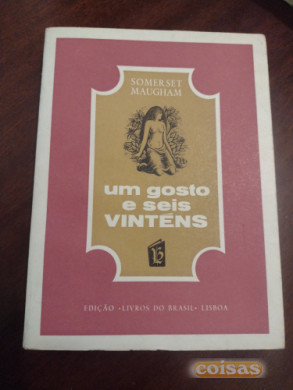 SOMERSET
MAUGHAM
um gosto
e seis
VINTÉNS
EDIÇÃO «LIVROS DO BRASIL» LISBOA
coisas